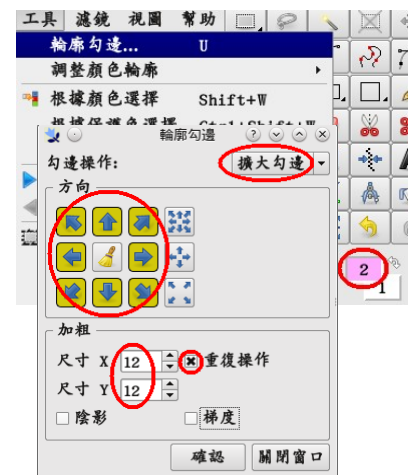 工具 濾鏡 視圖 幫助
輪廓勾邊... U
調整顏色輪廓
根據顏色選擇 Shift+W
輪廓勾邊
勾邊操作: 擴大勾邊
方向
2
1
加粗
尺寸 X 12 重復操作
尺寸 Y 12
陰影 梯度
確認 關閉窗口